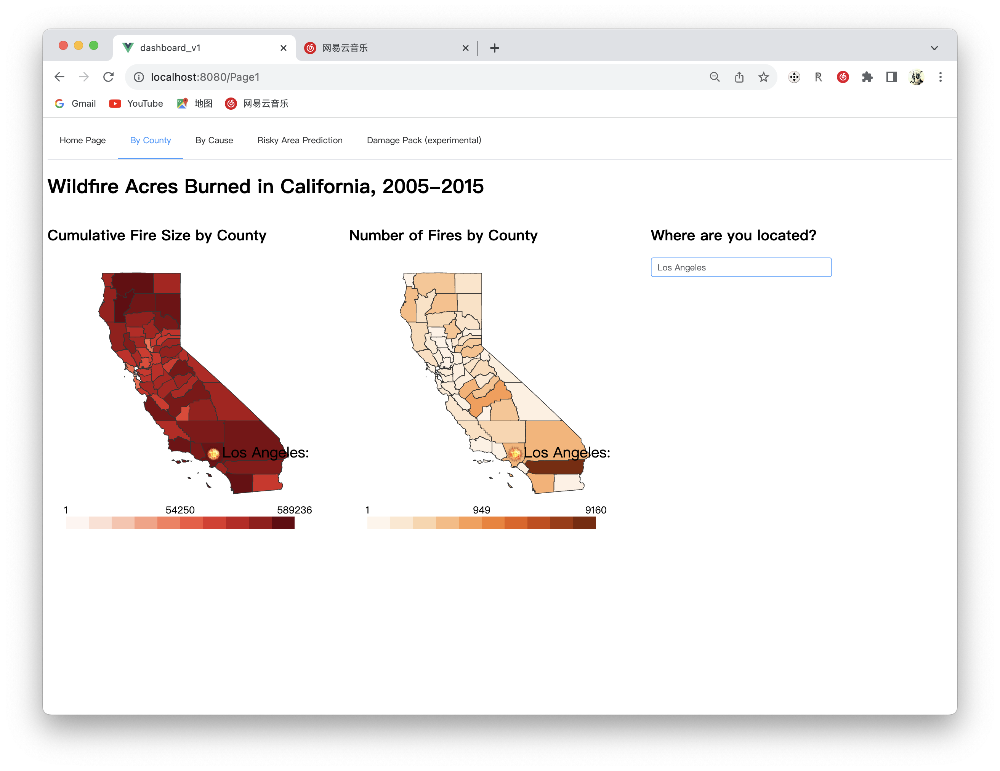 dashboard_v1
网易云音乐
localhost:8080/Page1
Gmail YouTube 地图 网易云音乐
Home Page By County By Cause Risky Area Prediction Damage Pack (experimental)
Wildfire Acres Burned in California, 2005–2015
Cumulative Fire Size by County
Los Angeles:
1 54250 589236
Number of Fires by County
Los Angeles:
1 949 9160
Where are you located?
Los Angeles